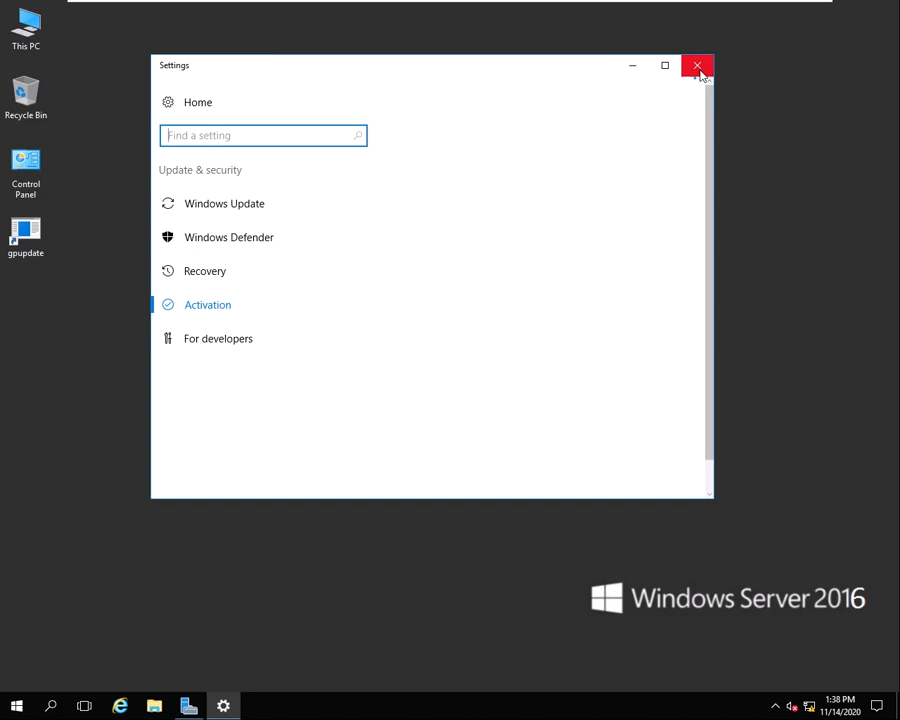 This PC
Recycle Bin
Control
Panel
gpupdate
Settings
Home
Find a setting
Update & security
Windows Update
Windows Defender
Recovery
Activation
For developers
Windows Server 2016
1:38 PM
11/14/2020